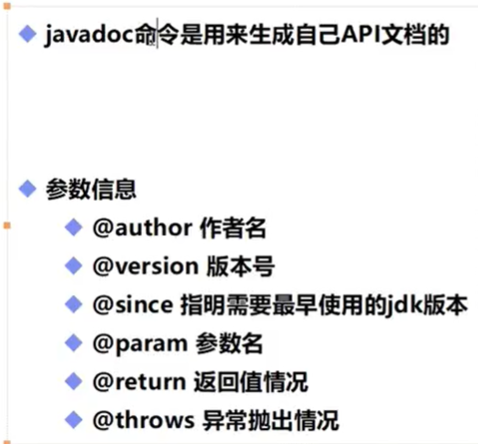 javadoc命令是用来生成自己API文档的
参数信息
@author 作者名
@version 版本号
@since 指明需要最早使用的jdk版本
@param 参数名
@return 返回值情况
@throws 异常抛出情况